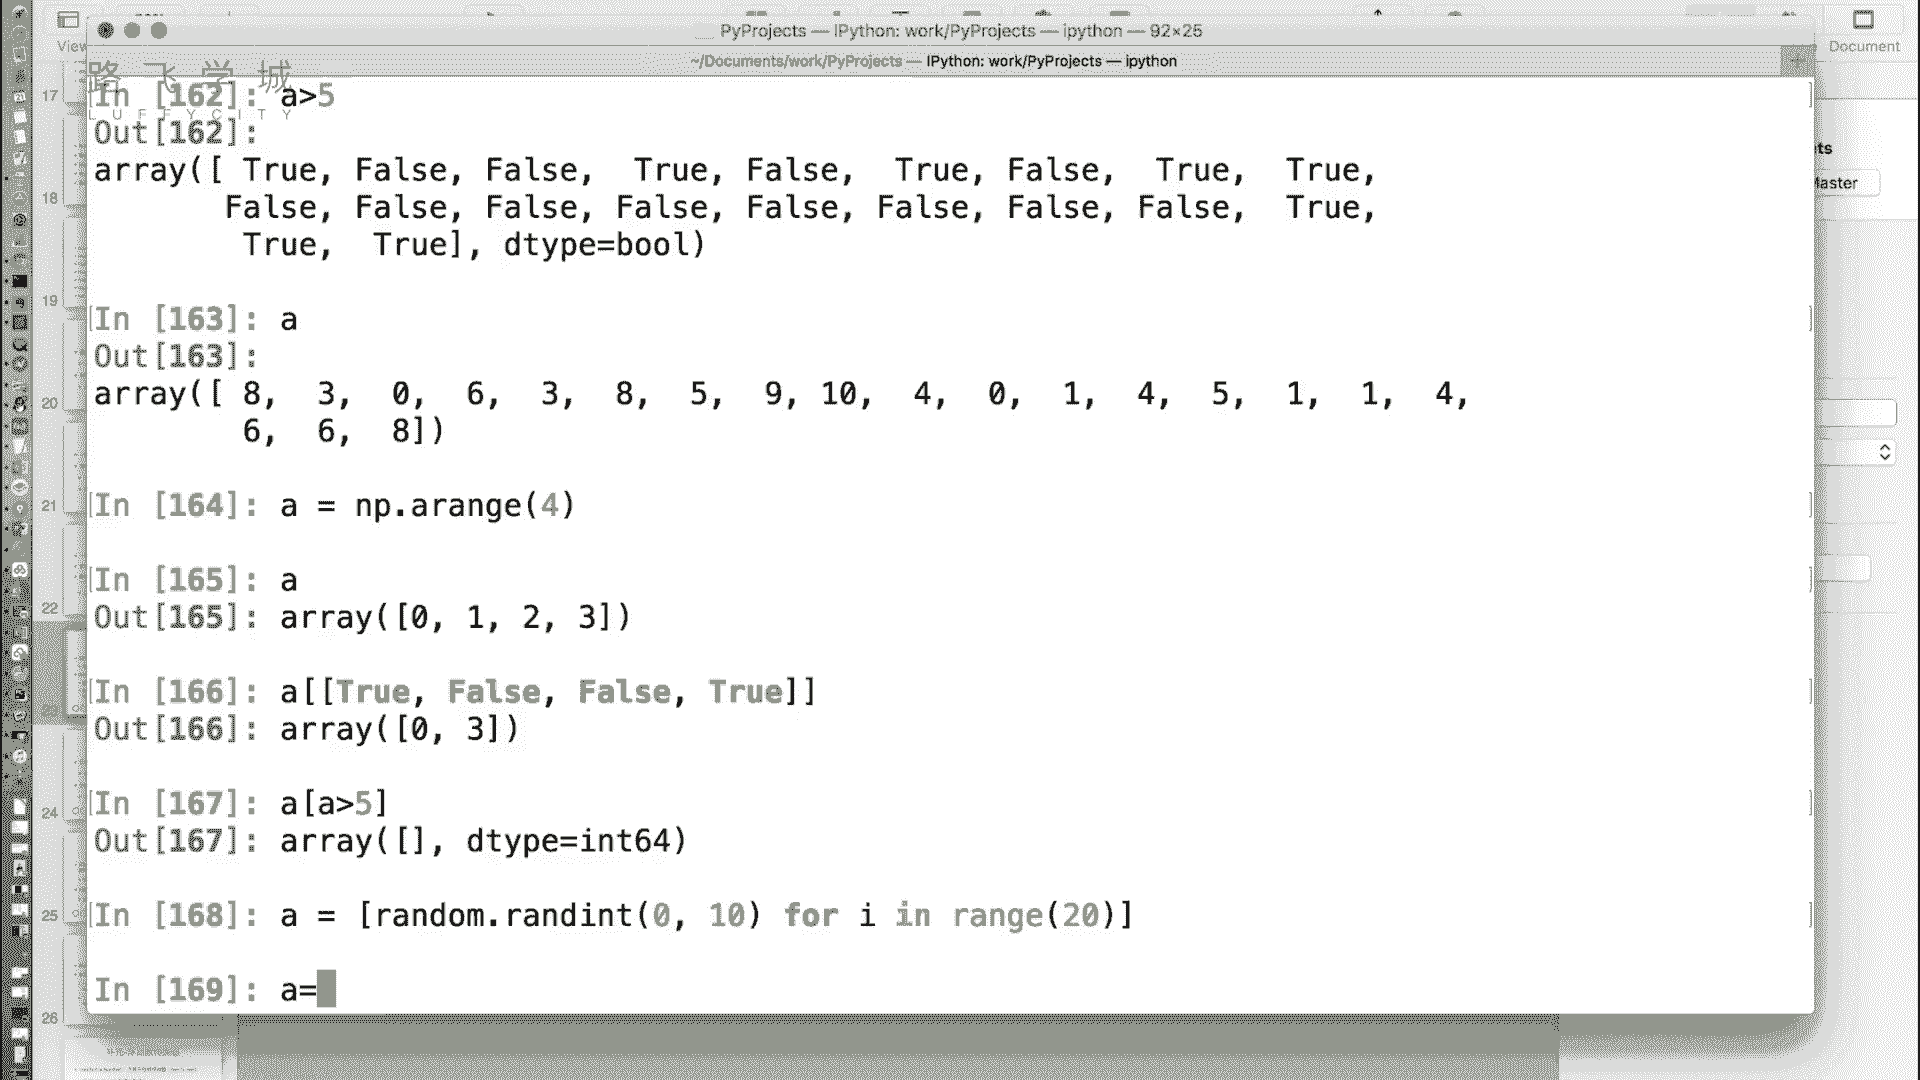 View
PyProjects — IPython: work/PyProjects — ipython — 92×25
Document
~/Documents/work/PyProjects — IPython: work/PyProjects — ipython
路飞学城
LUFFYCITY
17
In [162]: a>5
Out[162]:
array([ True, False, False,  True, False,  True, False,  True,  True,
       False, False, False, False, False, False, False, False,  True,
        True,  True], dtype=bool)
18
19
In [163]: a
Out[163]:
array([ 8,  3,  0,  6,  3,  8,  5,  9, 10,  4,  0,  1,  4,  5,  1,  1,  4,
        6,  6,  8])
20
In [164]: a = np.arange(4)
21
In [165]: a
Out[165]: array([0, 1, 2, 3])
22
In [166]: a[[True, False, False, True]]
Out[166]: array([0, 3])
23
In [167]: a[a>5]
Out[167]: array([], dtype=int64)
24
In [168]: a = [random.randint(0, 10) for i in range(20)]
25
In [169]: a=
26
ts
Master